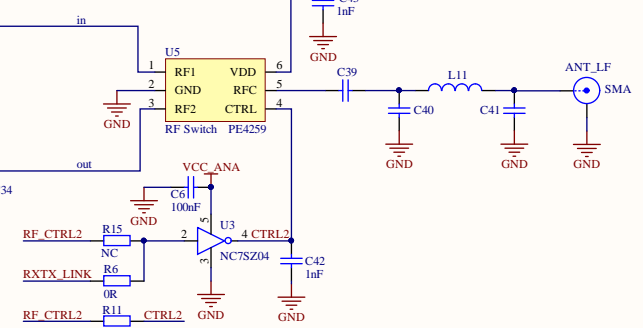 1nF
GND
in
U5
1 RF1 VDD 6
2 GND RFC 5
3 RF2 CTRL 4
RF Switch PE4259
GND
C39
L11
ANT_LF
SMA
C40
C41
GND
GND
GND
out
34
VCC_ANA
C6
100nF
GND
5
U3
RF_CTRL2 R15 2 4 CTRL2
NC
NC7SZ04
3
C42
1nF
RXTX_LINK R6
0R
GND
GND
RF_CTRL2 R11 CTRL2